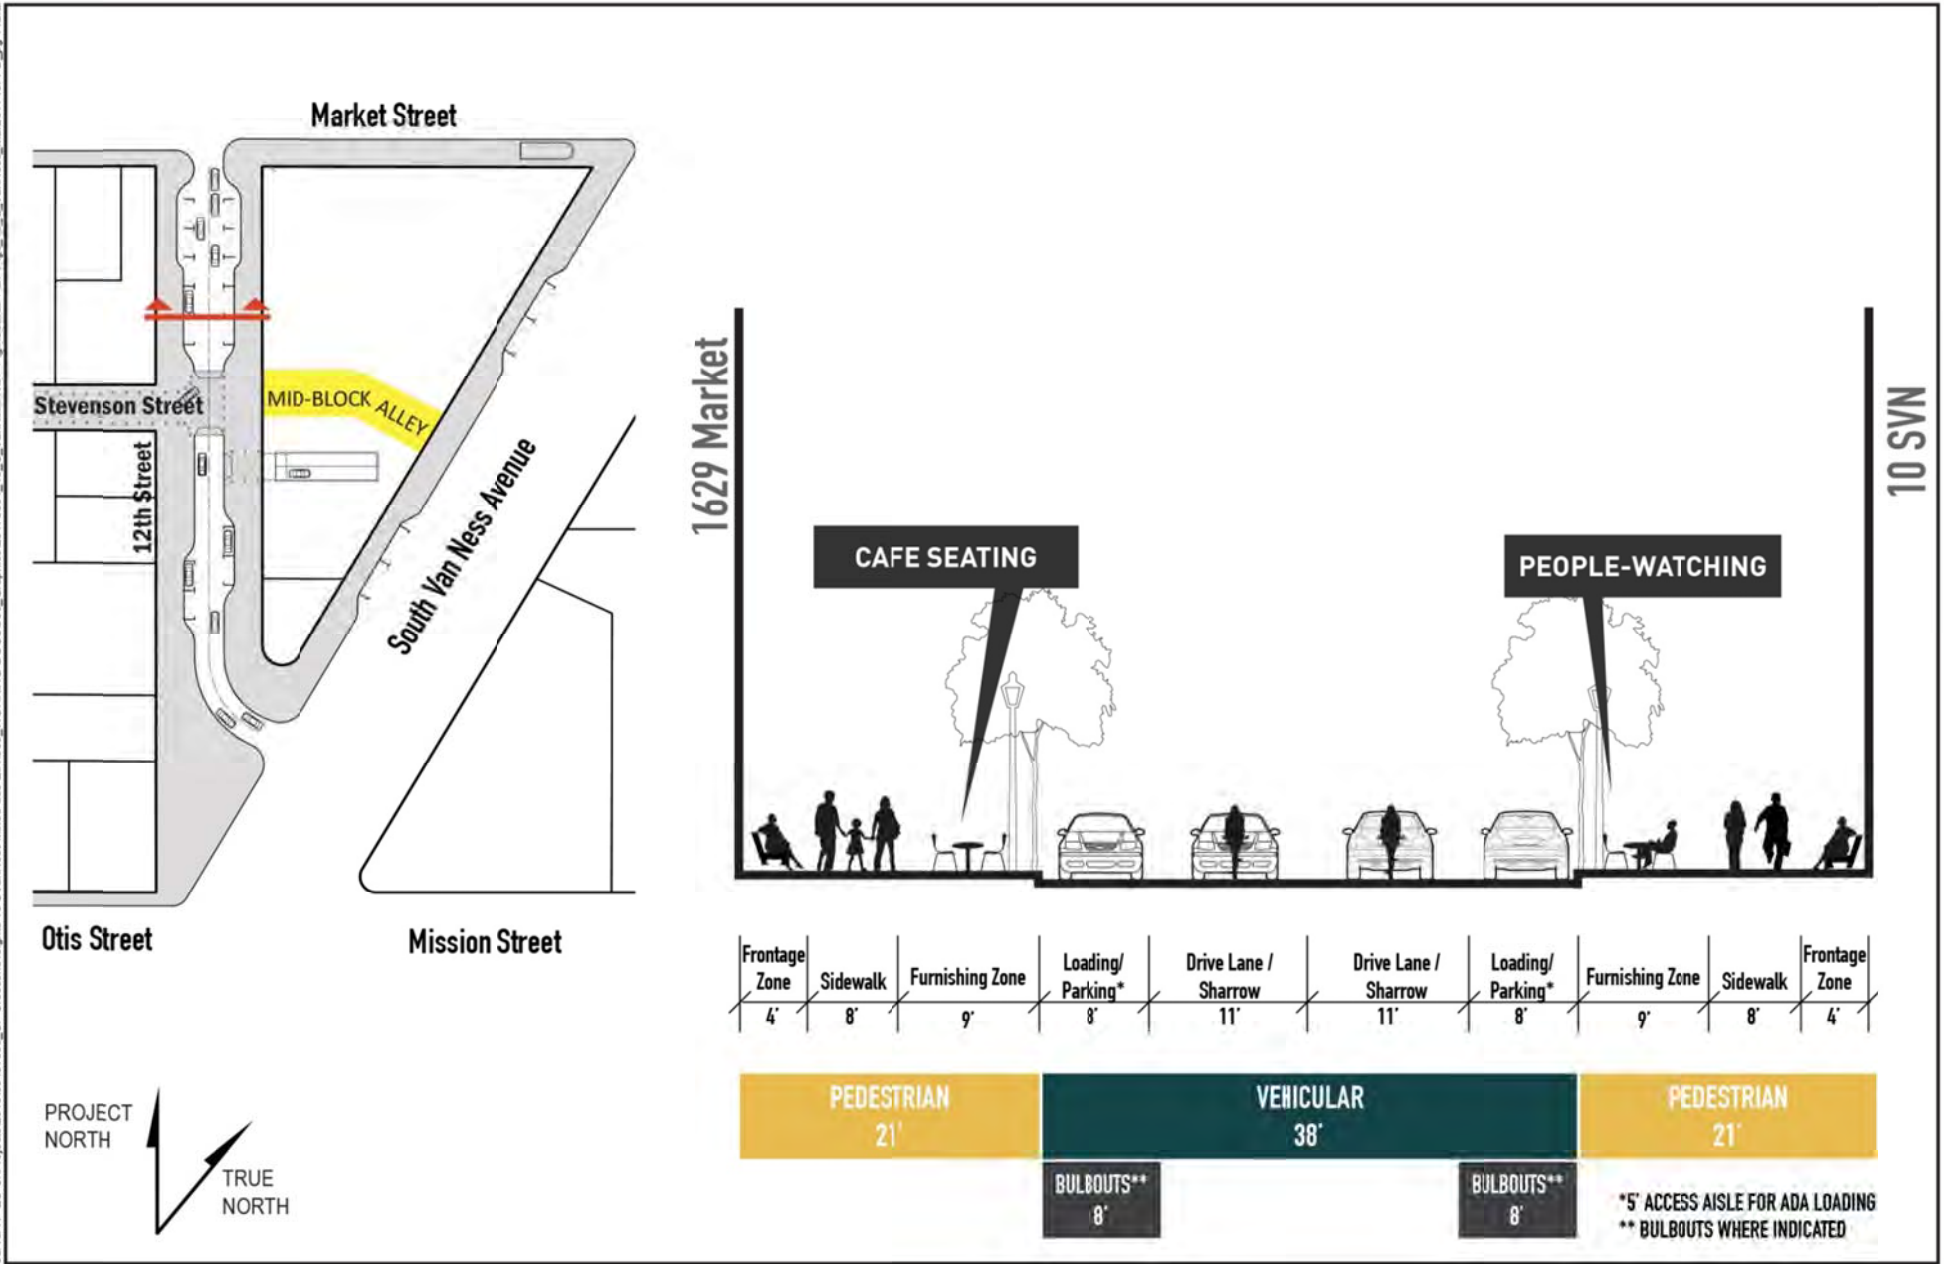 Market Street
Stevenson Street
MID-BLOCK ALLEY
12th Street
South Van Ness Avenue
Otis Street
Mission Street
PROJECT
NORTH
TRUE
NORTH
1629 Market
10 SVN
CAFE SEATING
PEOPLE-WATCHING
Frontage
Zone
4'
Sidewalk
8'
Furnishing Zone
9'
Loading/
Parking*
8'
Drive Lane /
Sharrow
11'
Drive Lane /
Sharrow
11'
Loading/
Parking*
8'
Furnishing Zone
9'
Sidewalk
8'
Frontage
Zone
4'
PEDESTRIAN
21'
VEHICULAR
38'
PEDESTRIAN
21'
BULBOUTS**
8'
BULBOUTS**
8'
*5' ACCESS AISLE FOR ADA LOADING
** BULBOUTS WHERE INDICATED